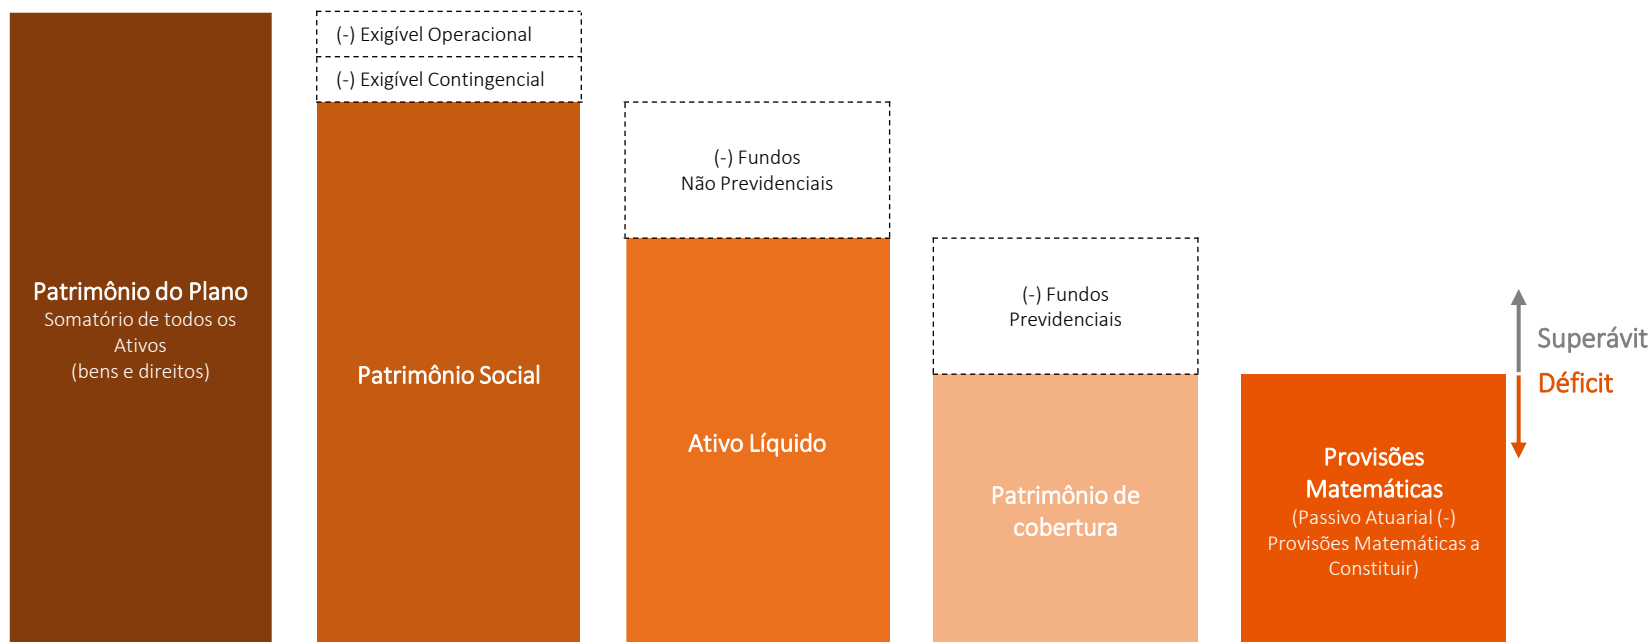 Patrimônio do Plano
Somatório de todos os
Ativos
(bens e direitos)
(-) Exigível Operacional
(-) Exigível Contingencial
Patrimônio Social
(-) Fundos
Não Previdenciais
Ativo Líquido
(-) Fundos
Previdenciais
Patrimônio de
cobertura
Provisões
Matemáticas
(Passivo Atuarial (-)
Provisões Matemáticas a
Constituir)
Superávit
Déficit